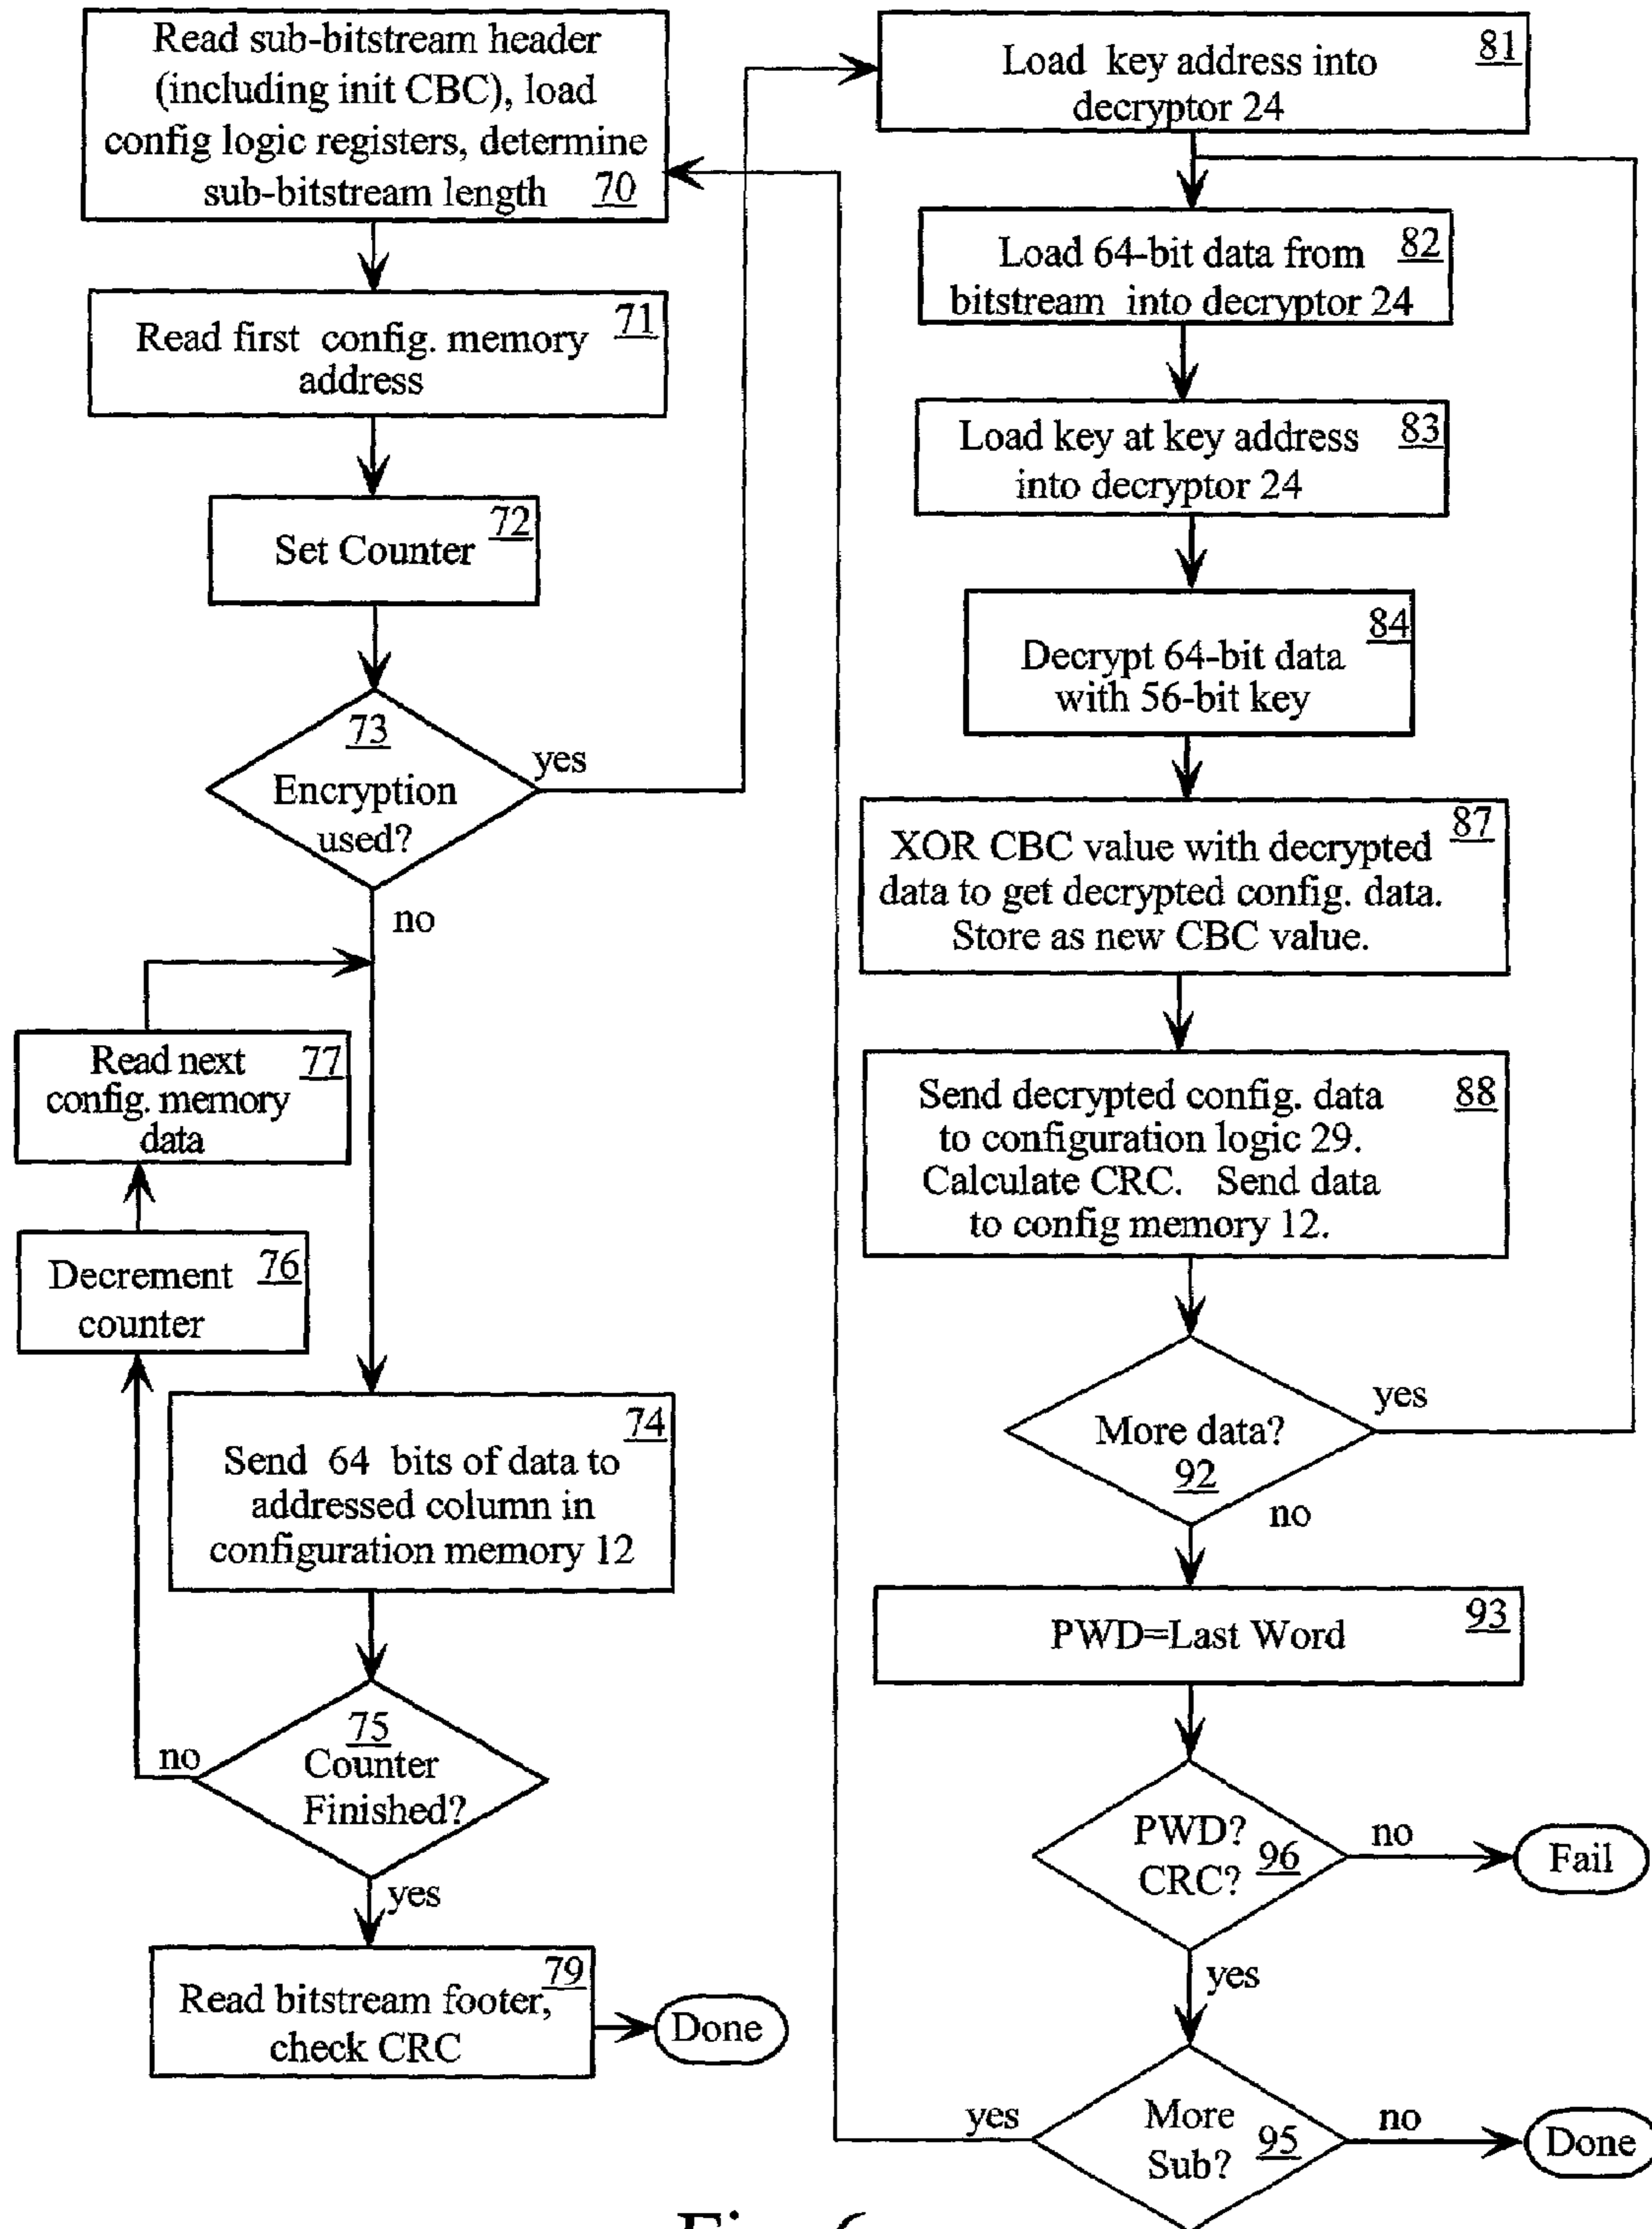 Read sub-bitstream header
(including init CBC), load
config logic registers, determine
sub-bitstream length 70
Read first config. memory 71
address
Set Counter 72
73
Encryption
used?
yes
no
Read next 77
config. memory
data
Decrement 76
counter
74
Send 64 bits of data to
addressed column in
configuration memory 12
75
Counter
Finished?
no
yes
79
Read bitstream footer,
check CRC
Done
Load key address into 81
decryptor 24
Load 64-bit data from 82
bitstream into decryptor 24
Load key at key address 83
into decryptor 24
84
Decrypt 64-bit data
with 56-bit key
87
XOR CBC value with decrypted
data to get decrypted config. data.
Store as new CBC value.
Send decrypted config. data 88
to configuration logic 29.
Calculate CRC. Send data
to config memory 12.
More data?
92
yes
no
PWD=Last Word 93
PWD?
CRC? 96
no
Fail
yes
More
Sub? 95
yes
no
Done